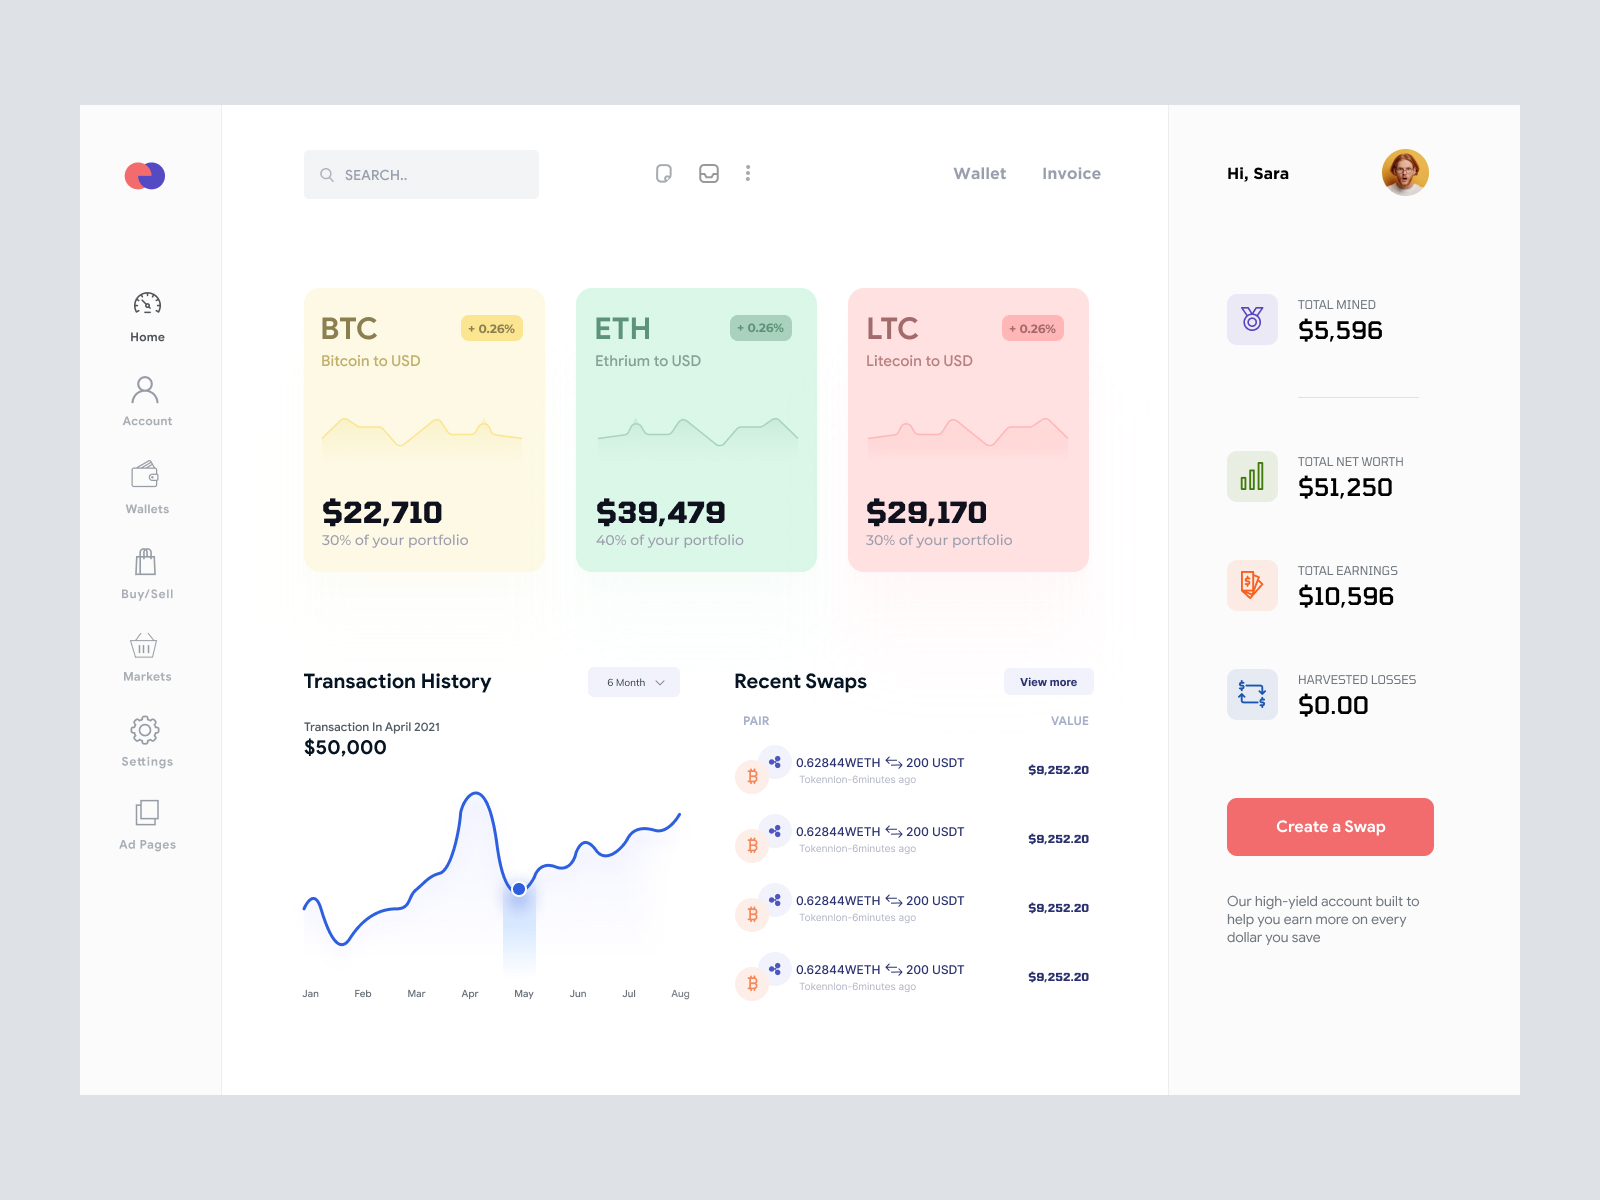 SEARCH..
Wallet
Invoice
Hi, Sara
Home
Account
Wallets
Buy/Sell
Markets
Settings
Ad Pages
BTC
+ 0.26%
Bitcoin to USD
$22,710
30% of your portfolio
ETH
+ 0.26%
Ethrium to USD
$39,479
40% of your portfolio
LTC
+ 0.26%
Litecoin to USD
$29,170
30% of your portfolio
Transaction History
6 Month
Transaction In April 2021
$50,000
Jan
Feb
Mar
Apr
May
Jun
Jul
Aug
Recent Swaps
View more
PAIR
VALUE
0.62844WETH 200 USDT
Tokennlon-6minutes ago
$9,252.20
0.62844WETH 200 USDT
Tokennlon-6minutes ago
$9,252.20
0.62844WETH 200 USDT
Tokennlon-6minutes ago
$9,252.20
0.62844WETH 200 USDT
Tokennlon-6minutes ago
$9,252.20
TOTAL MINED
$5,596
TOTAL NET WORTH
$51,250
TOTAL EARNINGS
$10,596
HARVESTED LOSSES
$0.00
Create a Swap
Our high-yield account built to
help you earn more on every
dollar you save